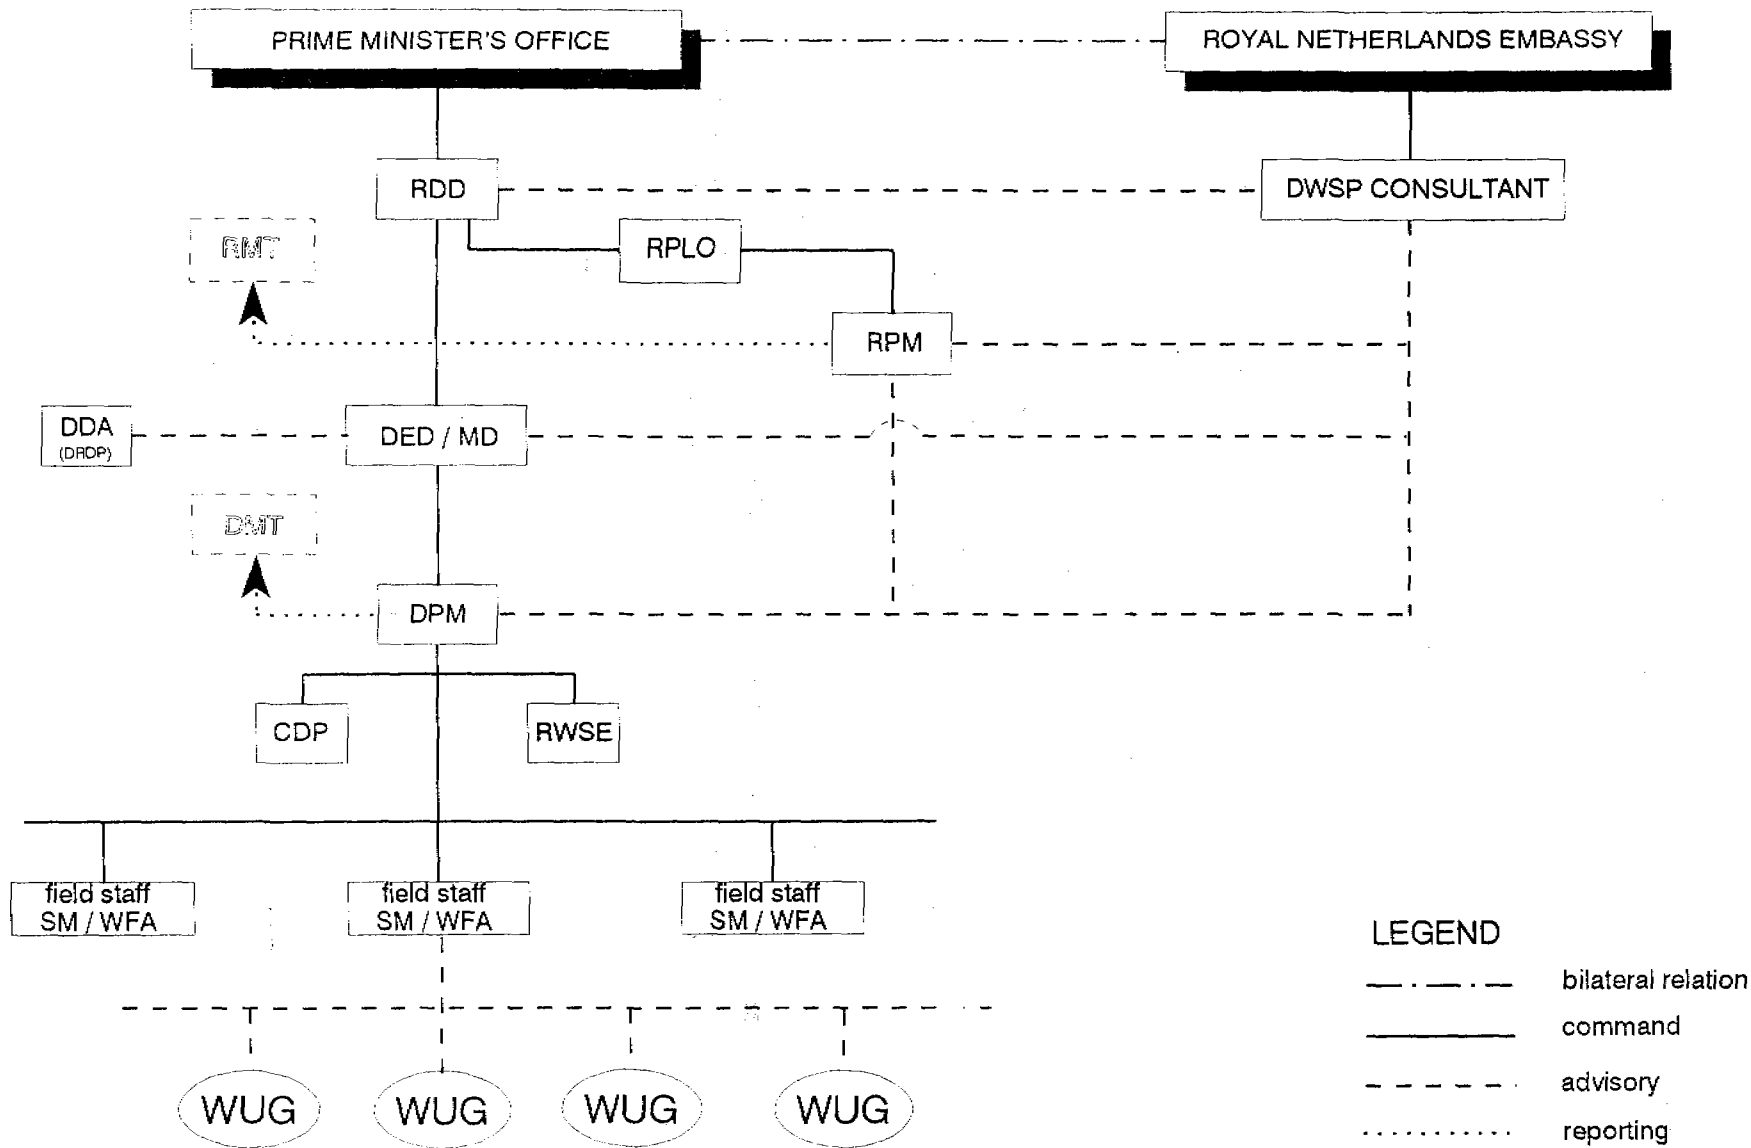 PRIME MINISTER'S OFFICE
ROYAL NETHERLANDS EMBASSY
RDD
DWSP CONSULTANT
RMT
RPLO
RPM
DDA
(DRDP)
DED / MD
DMT
DPM
CDP
RWSE
field staff
SM / WFA
field staff
SM / WFA
field staff
SM / WFA
WUG
WUG
WUG
WUG
LEGEND
bilateral relation
command
advisory
reporting